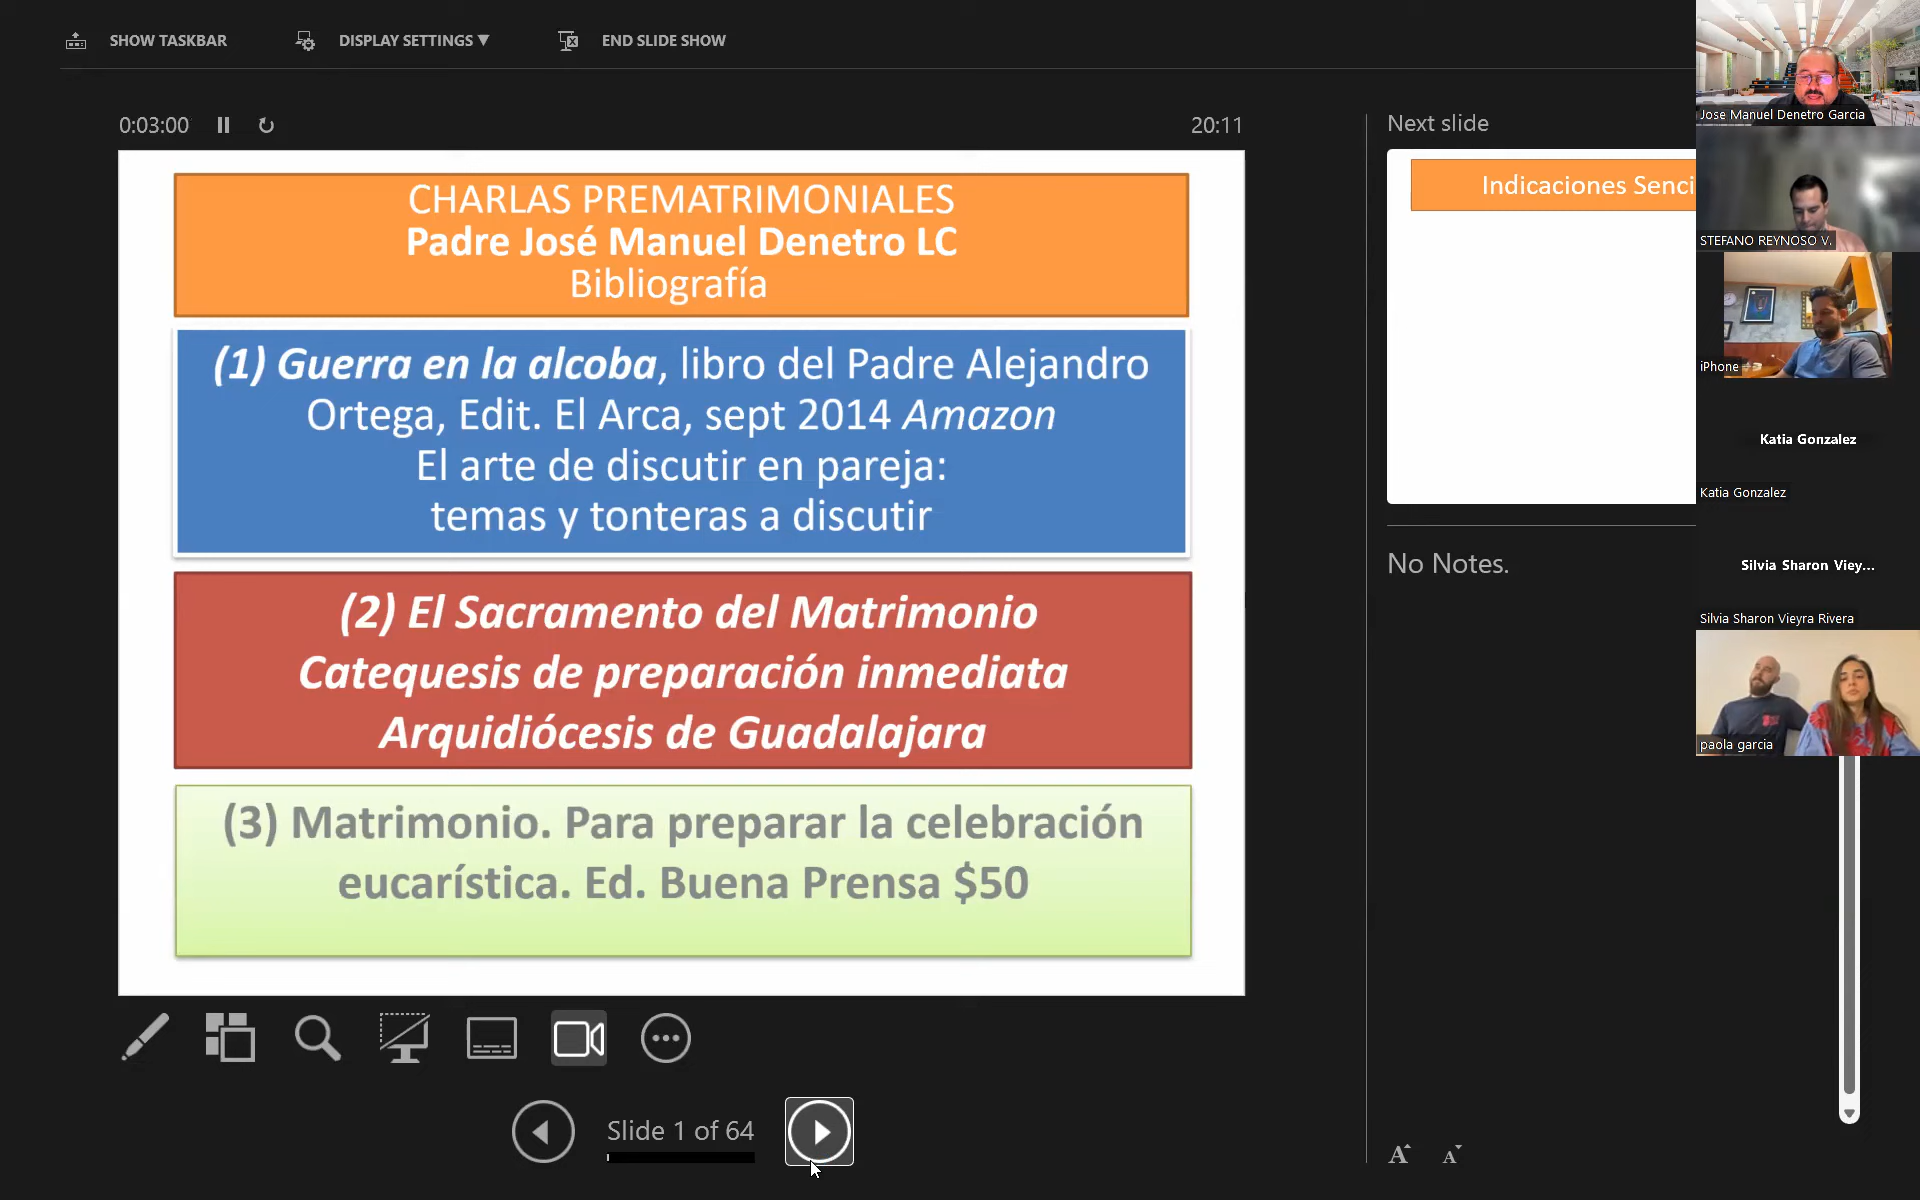 SHOW TASKBAR
DISPLAY SETTINGS ▼
END SLIDE SHOW
0:03:00
20:11
CHARLAS PREMATRIMONIALES
Padre José Manuel Denetro LC
Bibliografía
(1) Guerra en la alcoba, libro del Padre Alejandro
Ortega, Edit. El Arca, sept 2014 Amazon
El arte de discutir en pareja:
temas y tonteras a discutir
(2) El Sacramento del Matrimonio
Catequesis de preparación inmediata
Arquidiócesis de Guadalajara
(3) Matrimonio. Para preparar la celebración
eucarística. Ed. Buena Prensa $50
Slide 1 of 64
Next slide
Indicaciones Senci
No Notes.
A A
Jose Manuel Denetro Garcia
STEFANO REYNOSO V.
iPhone
Katia Gonzalez
Katia Gonzalez
Silvia Sharon Viey...
Silvia Sharon Vieyra Rivera
paola garcia